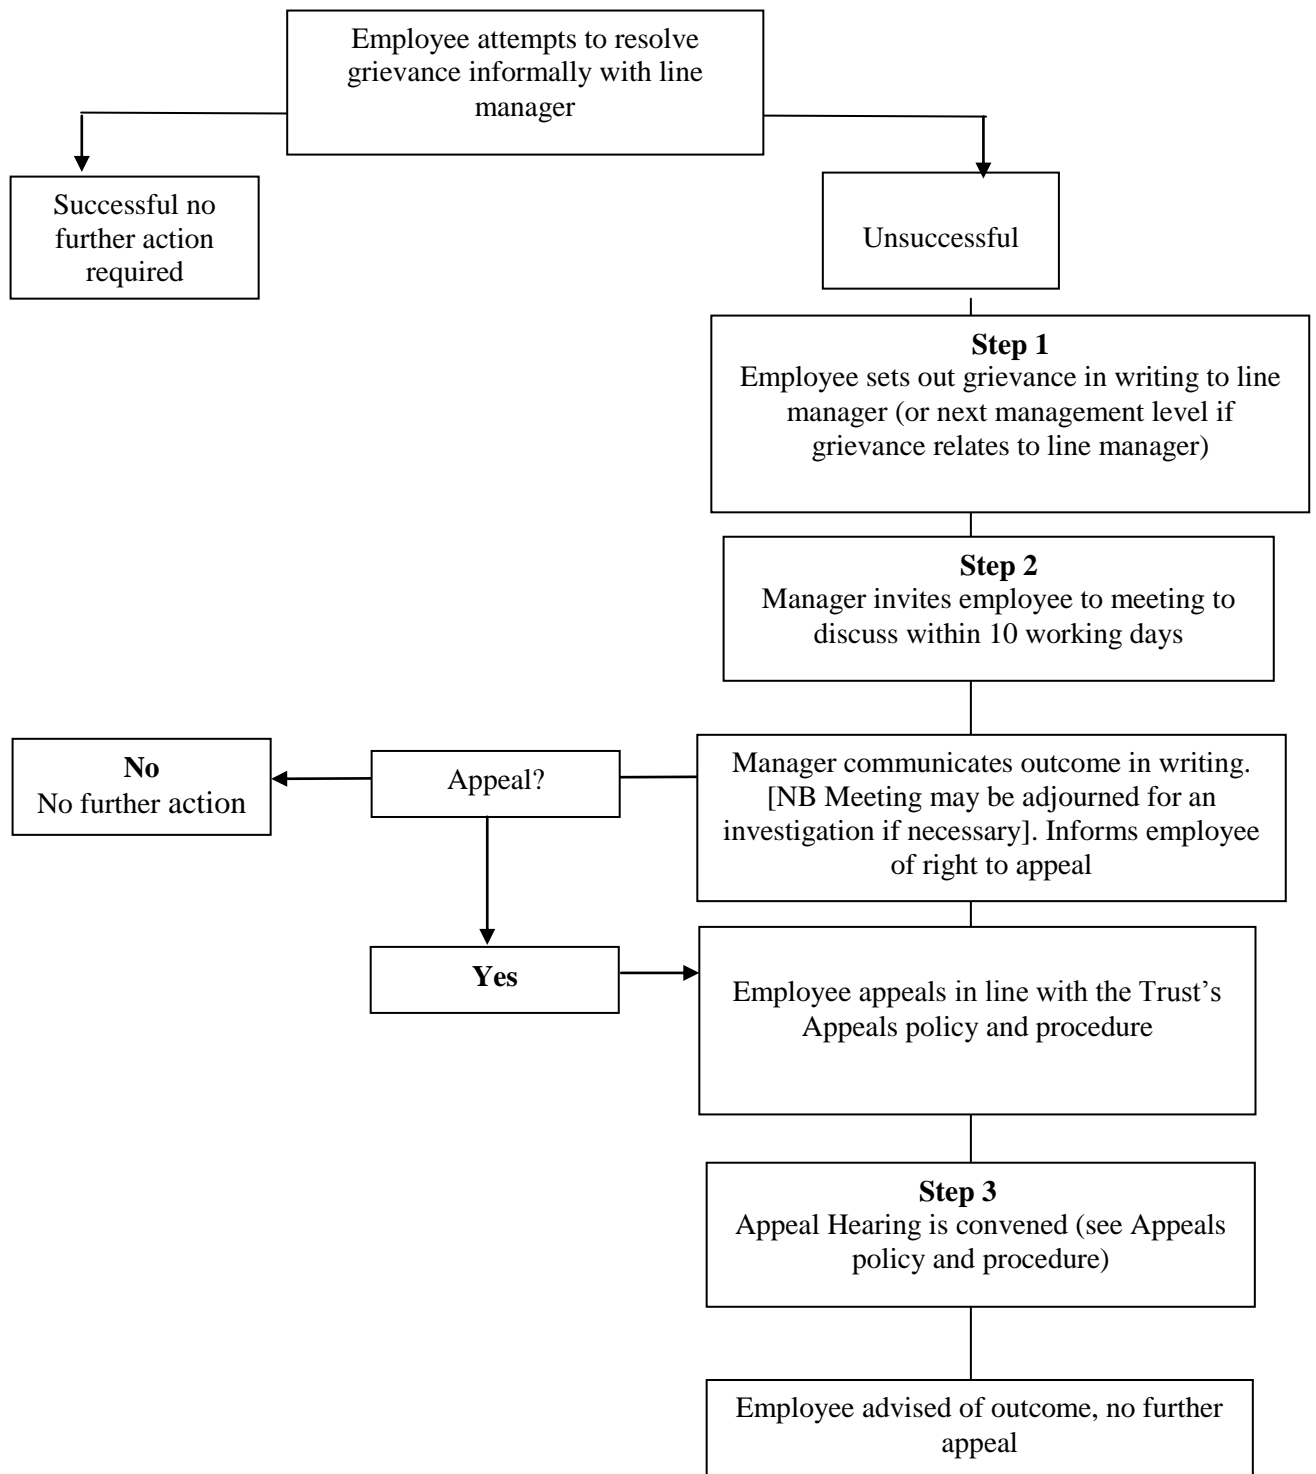 Employee attempts to resolve
grievance informally with line
manager
Successful no
further action
required
Unsuccessful
Step 1
Employee sets out grievance in writing to line
manager (or next management level if
grievance relates to line manager)
Step 2
Manager invites employee to meeting to
discuss within 10 working days
Manager communicates outcome in writing.
[NB Meeting may be adjourned for an
investigation if necessary]. Informs employee
of right to appeal
Appeal?
No
No further action
Yes
Employee appeals in line with the Trust’s
Appeals policy and procedure
Step 3
Appeal Hearing is convened (see Appeals
policy and procedure)
Employee advised of outcome, no further
appeal